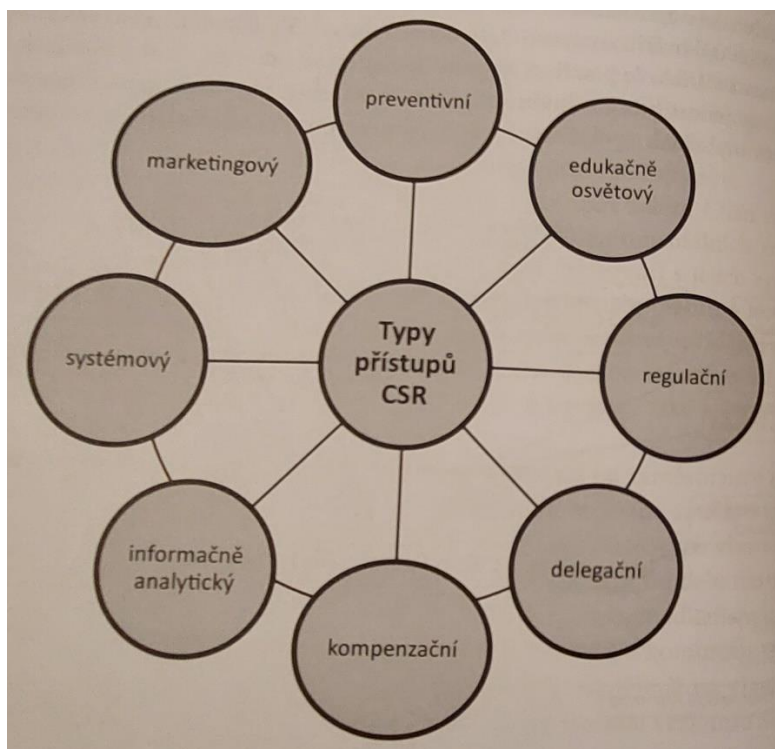 preventivní
edukačně
osvětový
regulační
delegační
kompenzační
informačně
analytický
systémový
marketingový
Typy
přístupů
CSR